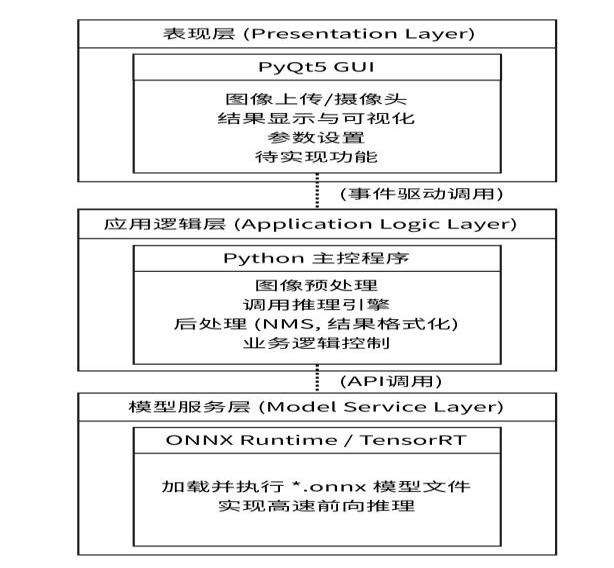 表现层 (Presentation Layer)
PyQt5 GUI
图像上传/摄像头
结果显示与可视化
参数设置
待实现功能
(事件驱动调用)
应用逻辑层 (Application Logic Layer)
Python 主控程序
图像预处理
调用推理引擎
后处理 (NMS, 结果格式化)
业务逻辑控制
(API调用)
模型服务层 (Model Service Layer)
ONNX Runtime / TensorRT
加载并执行 *.onnx 模型文件
实现高速前向推理